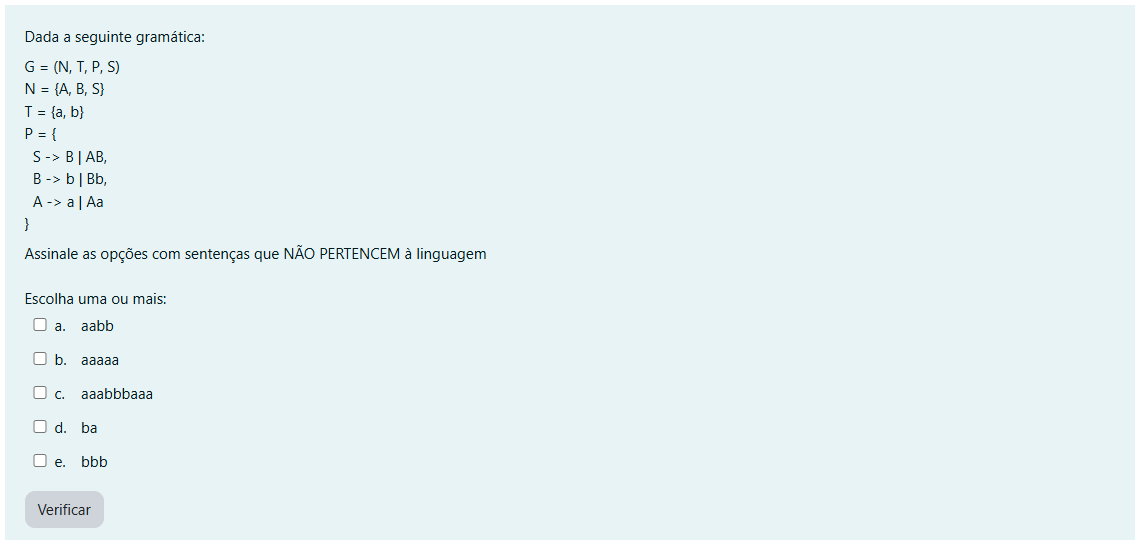 Dada a seguinte gramática:
G = (N, T, P, S)
N = {A, B, S}
T = {a, b}
P = {
S -> B | AB,
B -> b | Bb,
A -> a | Aa
}
Assinale as opções com sentenças que NÃO PERTENCEM à linguagem
Escolha uma ou mais:
a. aabb
b. aaaaa
c. aaabbbaaa
d. ba
e. bbb
Verificar